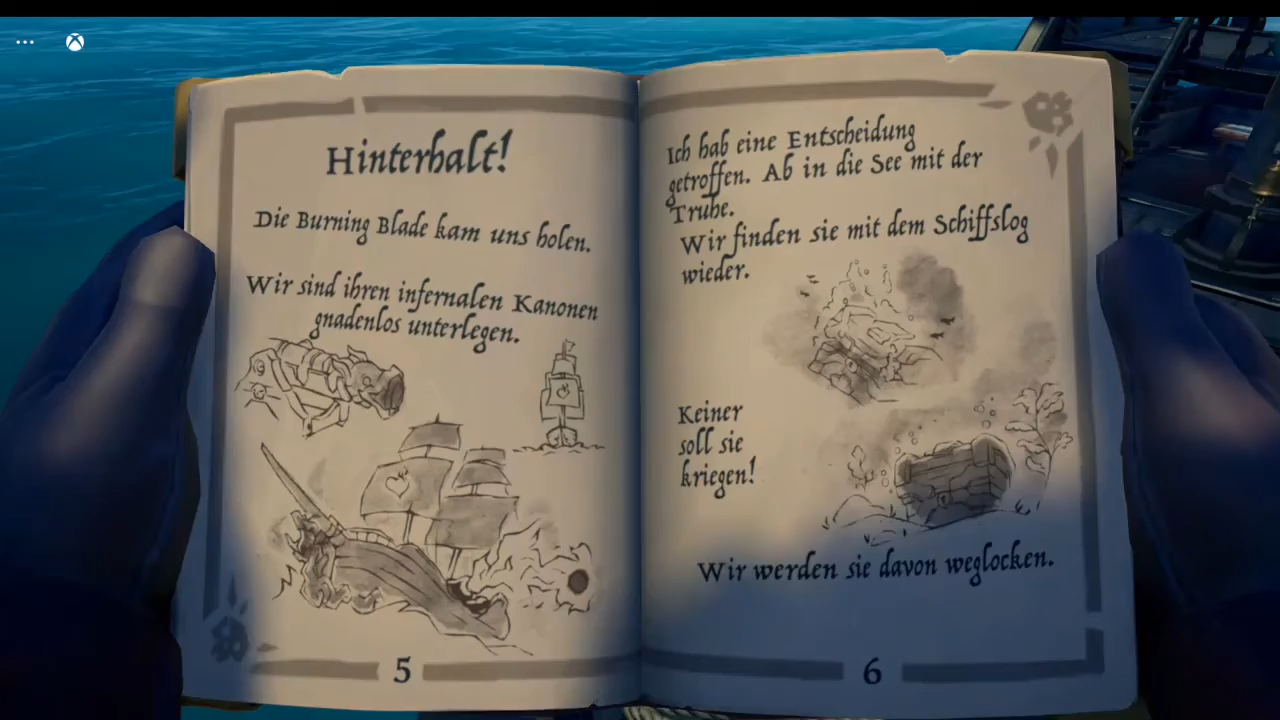 Hinterhalt!
Die Burning Blade kam uns holen.
Wir sind ihren infernalen Kanonen
gnadenlos unterlegen.
5
Ich hab eine Entscheidung
getroffen. Ab in die See mit der
Truhe.
Wir finden sie mit dem Schiffslog
wieder.
Keiner
soll sie
kriegen!
Wir werden sie davon weglocken.
6